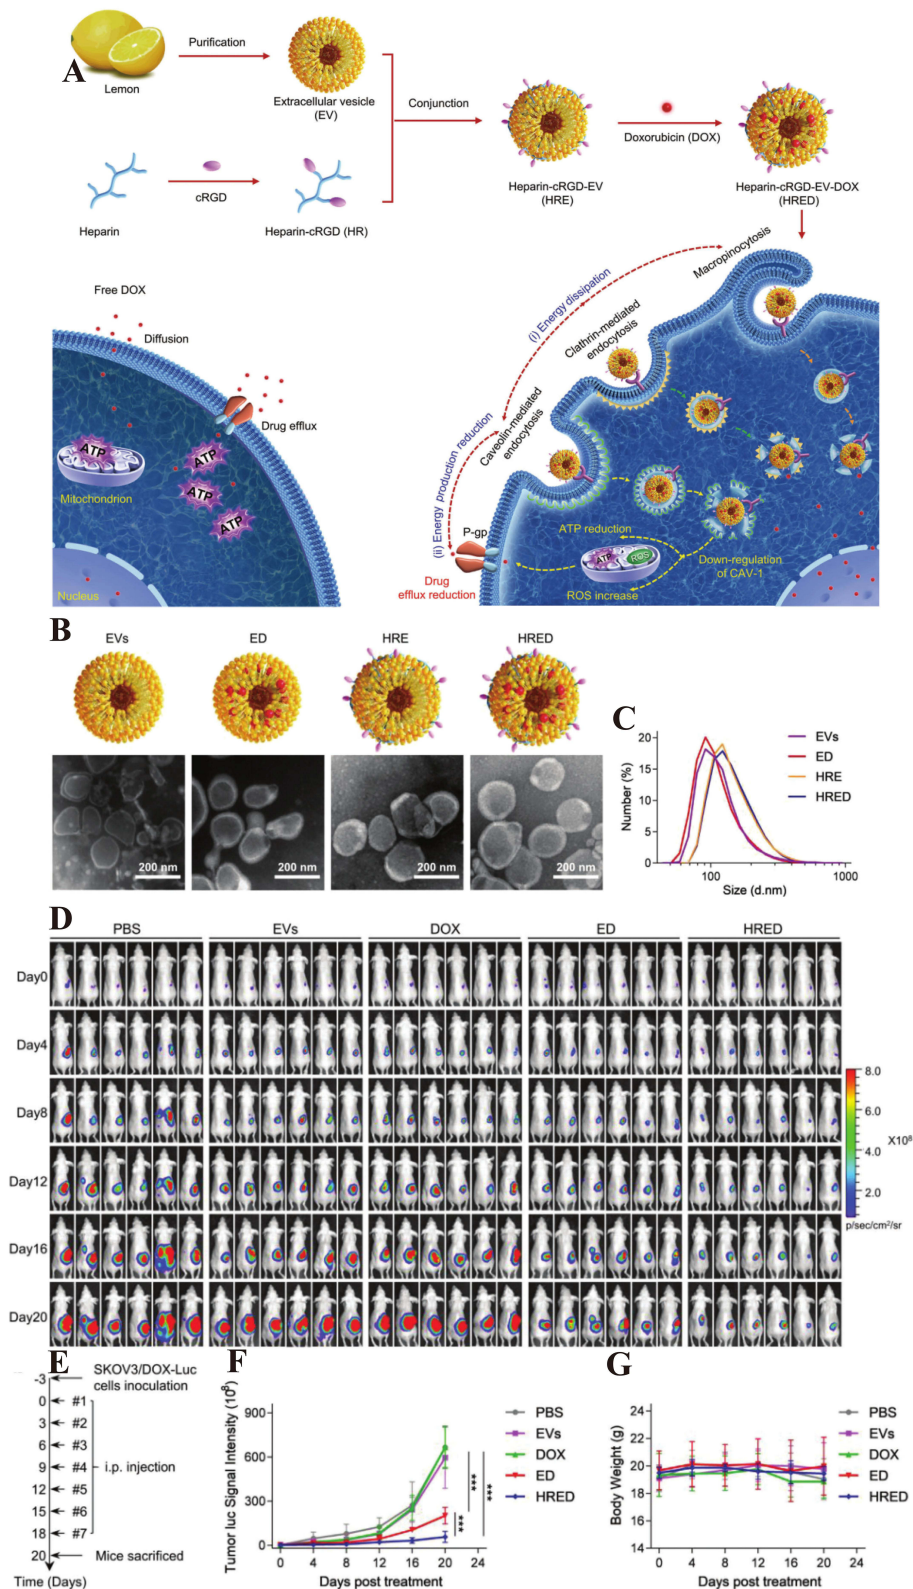 A
Lemon
Purification
Extracellular vesicle
(EV)
Conjunction
Heparin
cRGD
Heparin-cRGD (HR)
Heparin-cRGD-EV
(HRE)
Doxorubicin (DOX)
Heparin-cRGD-EV-DOX
(HRED)
Free DOX
Diffusion
Drug efflux
ATP
ATP
ATP
ATP
Mitochondrion
Nucleus
Macropinocytosis
(i) Energy dissipation
Clathrin-mediated
endocytosis
Caveolin-mediated
endocytosis
(ii) Energy production reduction
P-gp
Drug
efflux reduction
ATP reduction
ATP
ROS
ROS increase
Down-regulation
of CAV-1
B
EVs
ED
HRE
HRED
200 nm
200 nm
200 nm
200 nm
C
Number (%)
20
15
10
5
0
100
1000
Size (d.nm)
EVs
ED
HRE
HRED
D
PBS
EVs
DOX
ED
HRED
Day0
Day4
Day8
Day12
Day16
Day20
8.0
6.0
4.0
2.0
X10⁸
p/sec/cm²/sr
E
-3
SKOV3/DOX-Luc
cells inoculation
0
#1
3
#2
6
#3
9
#4
i.p. injection
12
#5
15
#6
18
#7
20
Mice sacrificed
Time (Days)
F
Tumor luc Signal Intensity (10⁸)
900
600
300
0
0
4
8
12
16
20
24
Days post treatment
PBS
EVs
DOX
ED
HRED
***
***
***
G
Body Weight (g)
24
22
20
18
16
14
0
4
8
12
16
20
24
Days post treatment
PBS
EVs
DOX
ED
HRED